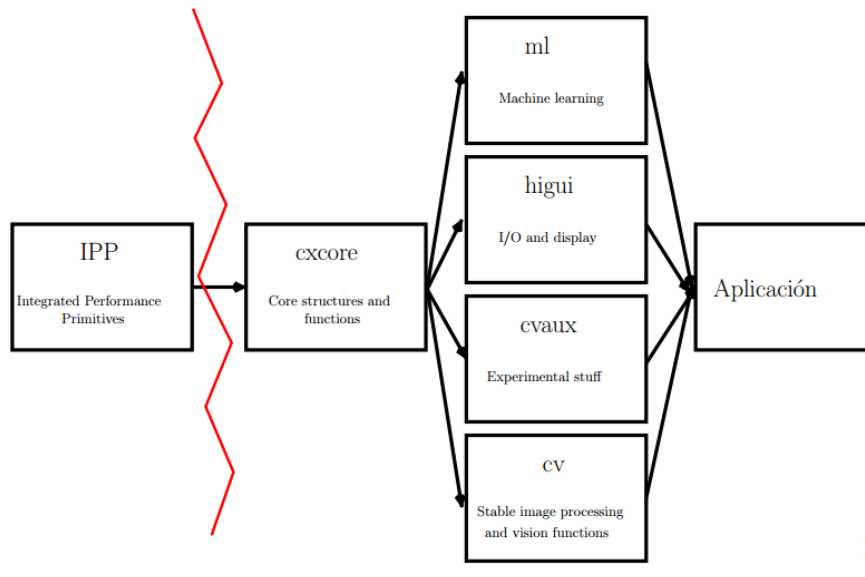 IPP
Integrated Performance
Primitives
cxcore
Core structures and
functions
ml
Machine learning
higui
I/O and display
cvaux
Experimental stuff
cv
Stable image processing
and vision functions
Aplicación